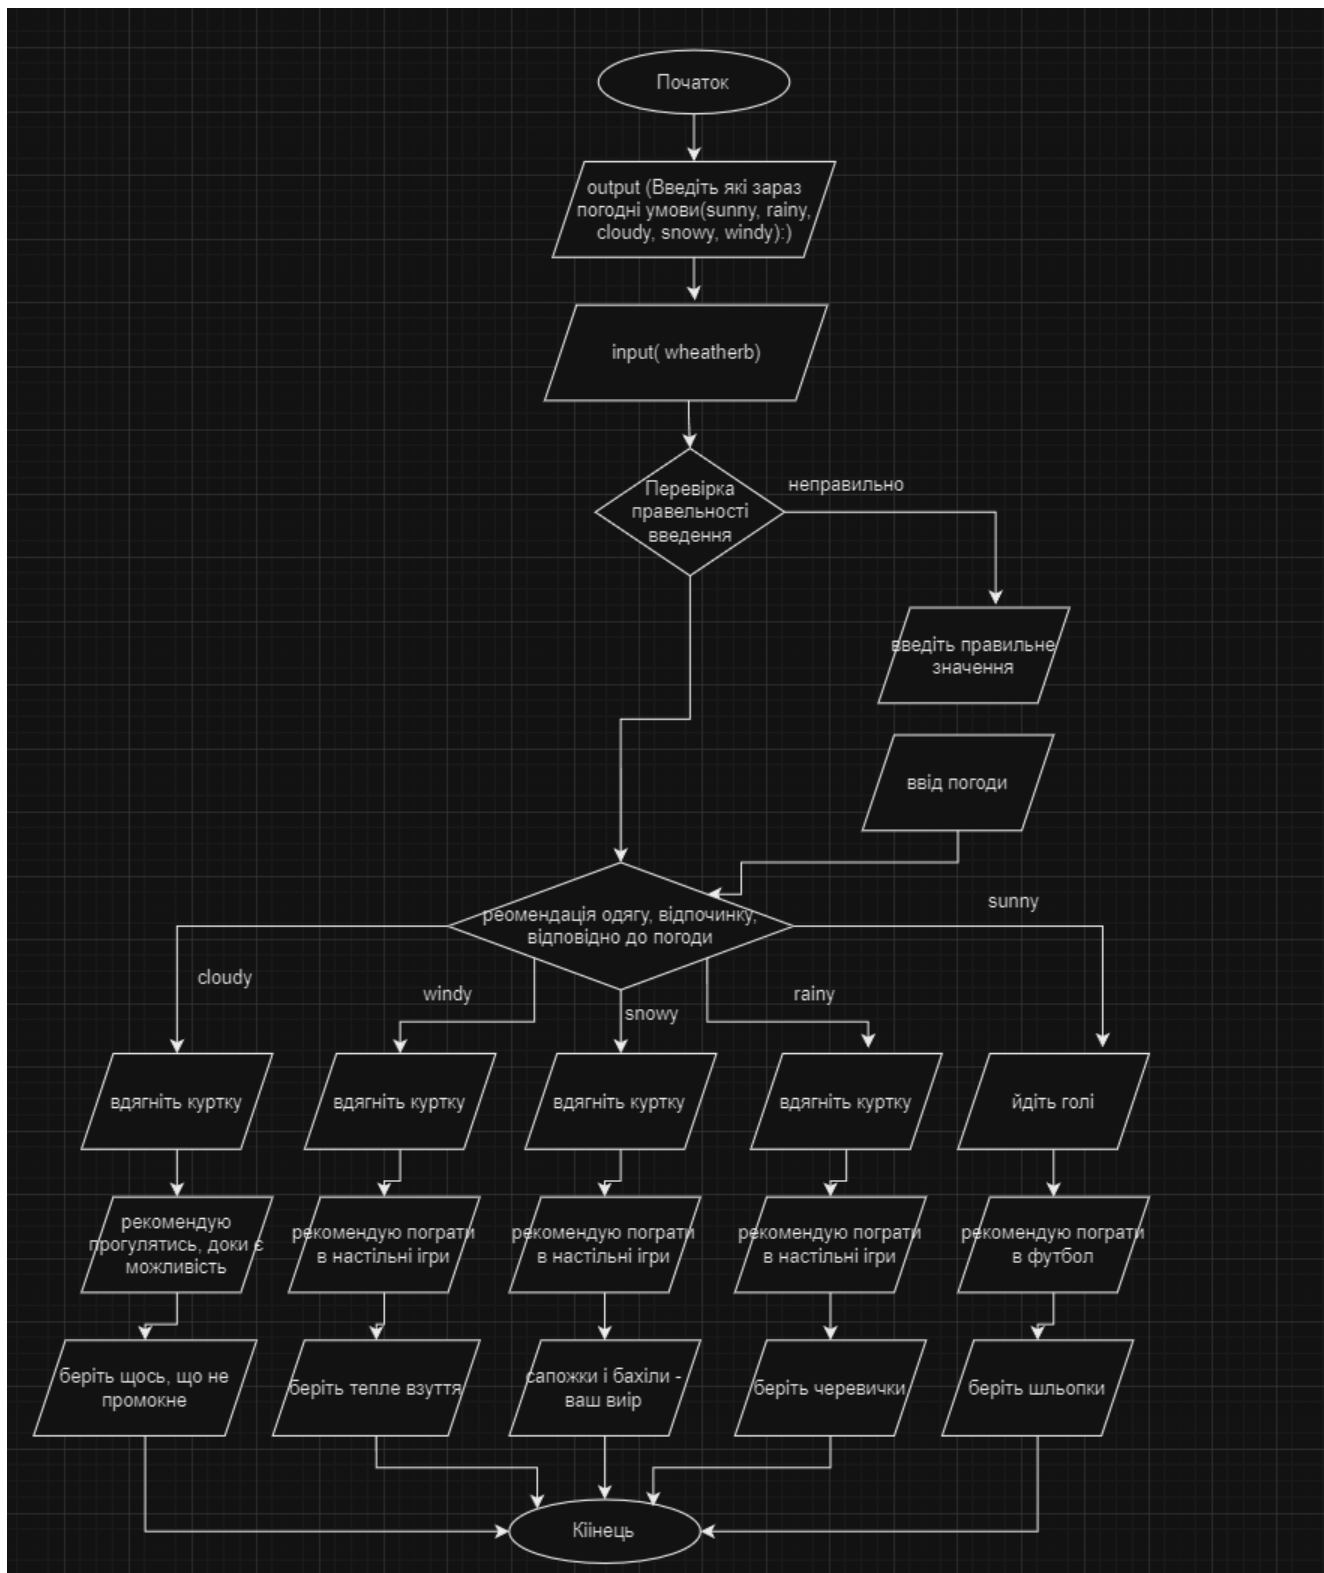 Початок
output (Введіть які зараз
погодні умови(sunny, rainy,
cloudy, snowy, windy):)
input( wheatherb)
Перевірка
правельності
введення
неправильно
введіть правильне
значення
ввід погоди
реомендація одягу, відпочинку,
відповідно до погоди
sunny
cloudy
windy
snowy
rainy
вдягніть куртку
вдягніть куртку
вдягніть куртку
вдягніть куртку
йдіть голі
рекомендую
прогулятись, доки є
можливість
рекомендую пограти
в настільні ігри
рекомендую пограти
в настільні ігри
рекомендую пограти
в настільні ігри
рекомендую пограти
в футбол
беріть щось, що не
промокне
беріть тепле взуття
сапожки і бахіли -
ваш виір
беріть черевички
беріть шльопки
Кіінець